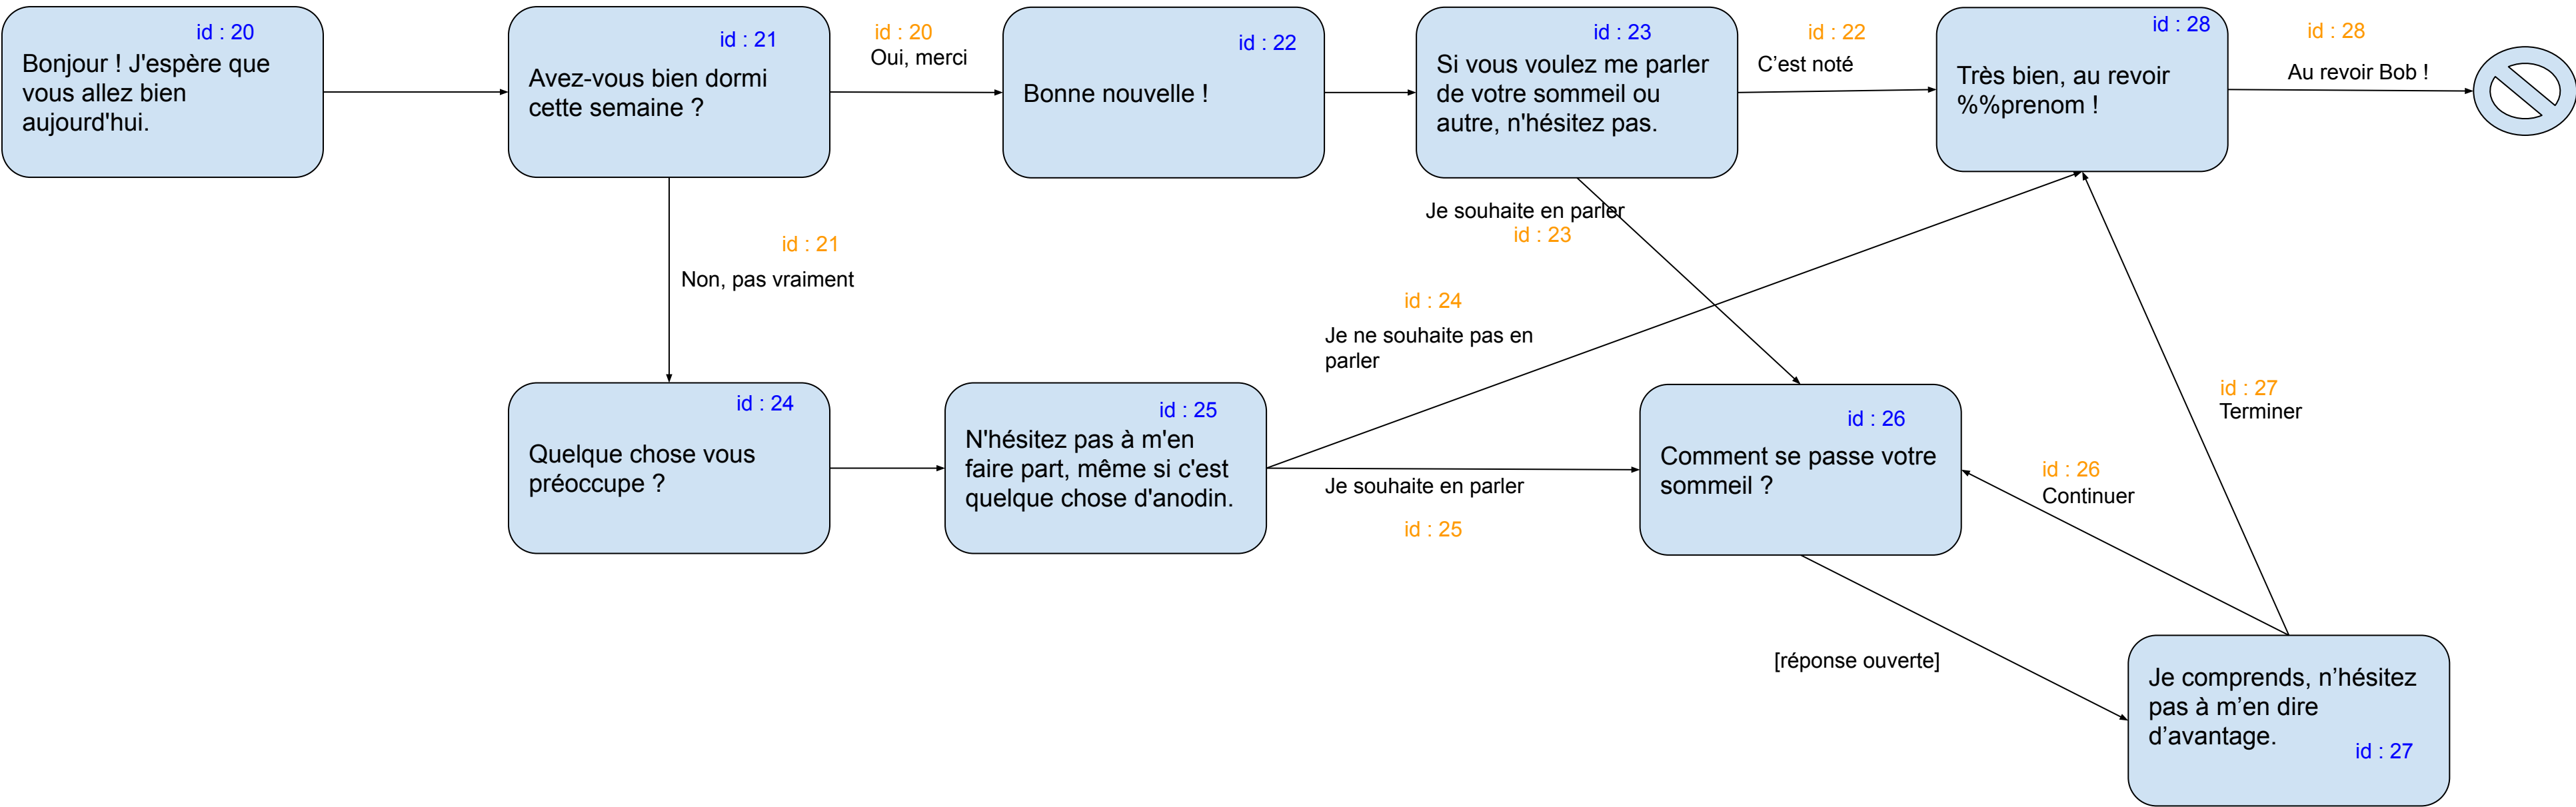 id : 20
Bonjour ! J'espère que
vous allez bien
aujourd'hui.
id : 21
Avez-vous bien dormi
cette semaine ?
id : 20
Oui, merci
id : 22
Bonne nouvelle !
id : 23
Si vous voulez me parler
de votre sommeil ou
autre, n'hésitez pas.
id : 22
C’est noté
id : 28
Très bien, au revoir
%%prenom !
id : 28
Au revoir Bob !
id : 21
Non, pas vraiment
Je souhaite en parler
id : 23
id : 24
Je ne souhaite pas en
parler
id : 24
Quelque chose vous
préoccupe ?
id : 25
N'hésitez pas à m'en
faire part, même si c'est
quelque chose d'anodin.
Je souhaite en parler
id : 25
id : 26
Comment se passe votre
sommeil ?
id : 27
Terminer
id : 26
Continuer
[réponse ouverte]
Je comprends, n’hésitez
pas à m’en dire
d’avantage.
id : 27